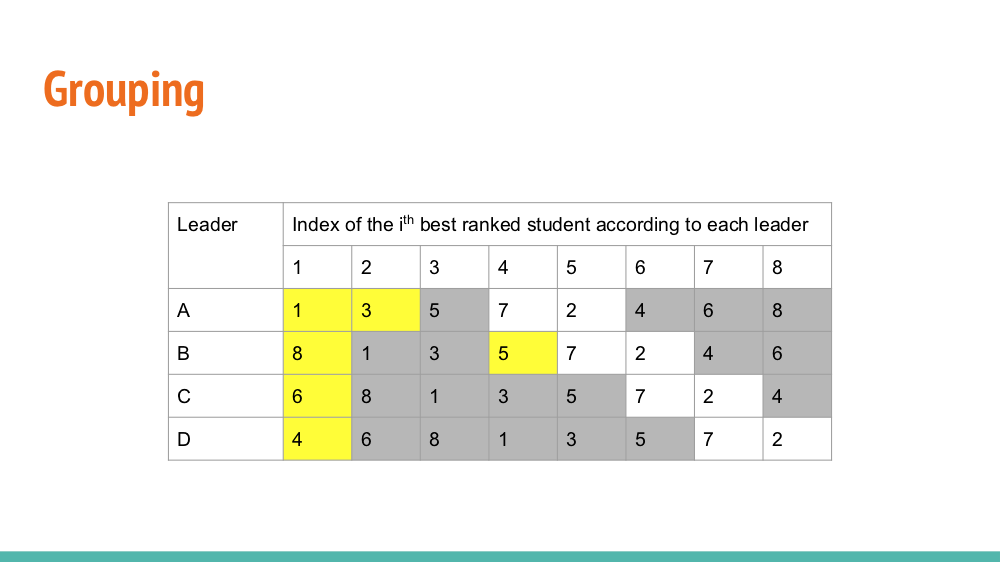 Grouping
Leader Index of the ith best ranked student according to each leader
1 2 3 4 5 6 7 8
A 1 3 5 7 2 4 6 8
B 8 1 3 5 7 2 4 6
C 6 8 1 3 5 7 2 4
D 4 6 8 1 3 5 7 2